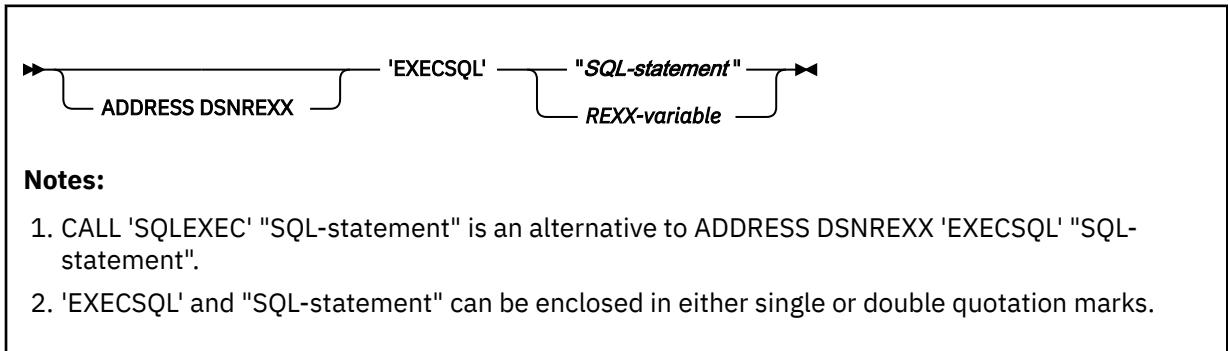 'EXECSQL' "SQL-statement"
ADDRESS DSNREXX REXX-variable
Notes:
1. CALL 'SQLEXEC' "SQL-statement" is an alternative to ADDRESS DSNREXX 'EXECSQL' "SQL-
statement".
2. 'EXECSQL' and "SQL-statement" can be enclosed in either single or double quotation marks.